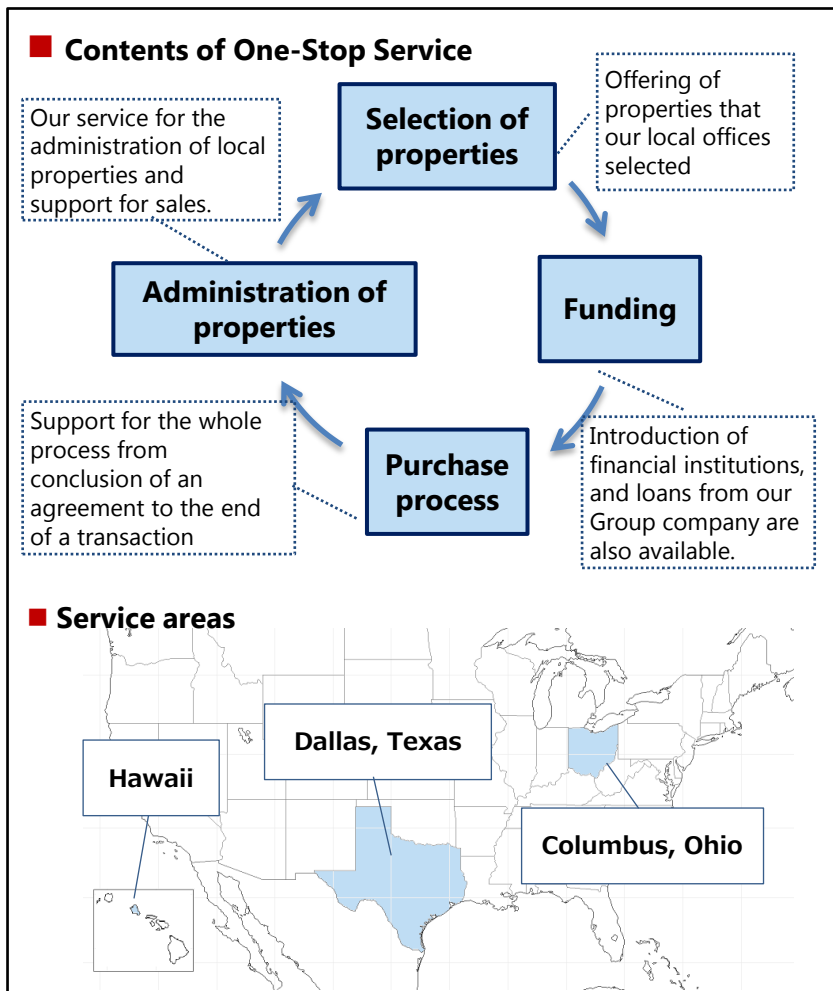 Contents of One-Stop Service
Our service for the
administration of local
properties and
support for sales.
Selection of
properties
Offering of
properties that
our local offices
selected
Administration of
properties
Funding
Support for the whole
process from
conclusion of an
agreement to the end
of a transaction
Purchase
process
Introduction of
financial institutions,
and loans from our
Group company are
also available.
Service areas
Dallas, Texas
Hawaii
Columbus, Ohio